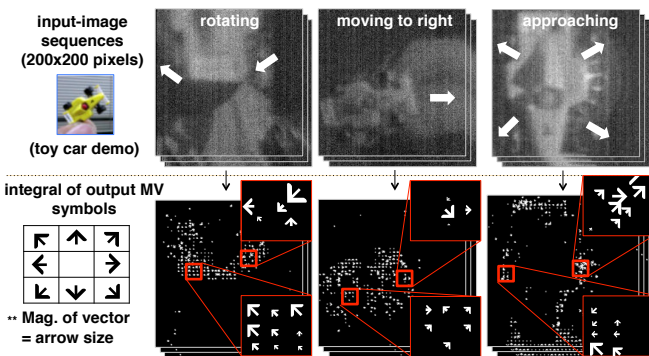 input-image
sequences
(200x200 pixels)
(toy car demo)
rotating
moving to right
approaching
integral of output MV
symbols
** Mag. of vector
= arrow size